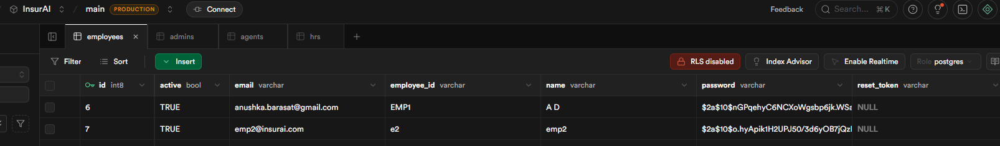 InsurAI / main PRODUCTION Connect Feedback Search... ⌘K
employees × admins agents hrs +
Filter Sort Insert RLS disabled Index Advisor Enable Realtime Role postgres
id int8 active bool email varchar employee_id varchar name varchar password varchar reset_token varchar
6 TRUE anushka.barasat@gmail.com EMP1 A D $2a$10$nGPqehyC6NCXoWgsbp6jk.WSa NULL
7 TRUE emp2@insurai.com e2 emp2 $2a$10$o.hyApik1H2UPJ50/3d6yOB7jQzl NULL